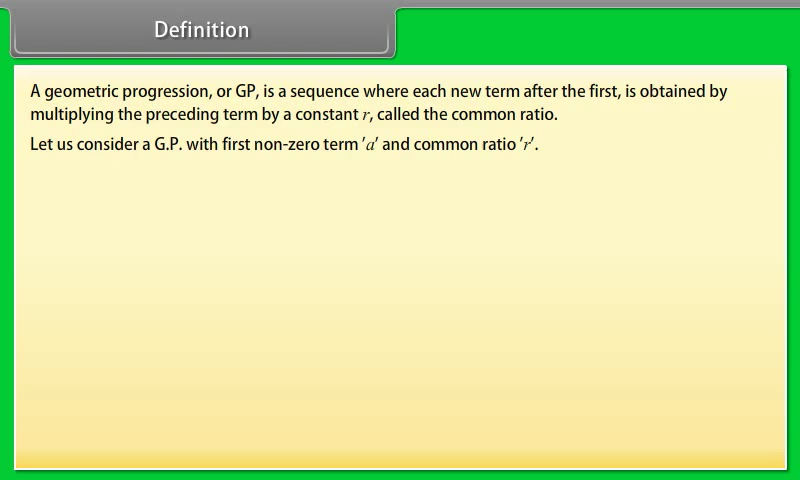 Definition
A geometric progression, or GP, is a sequence where each new term after the first, is obtained by
multiplying the preceding term by a constant r, called the common ratio.
Let us consider a G.P. with first non-zero term 'a' and common ratio 'r'.